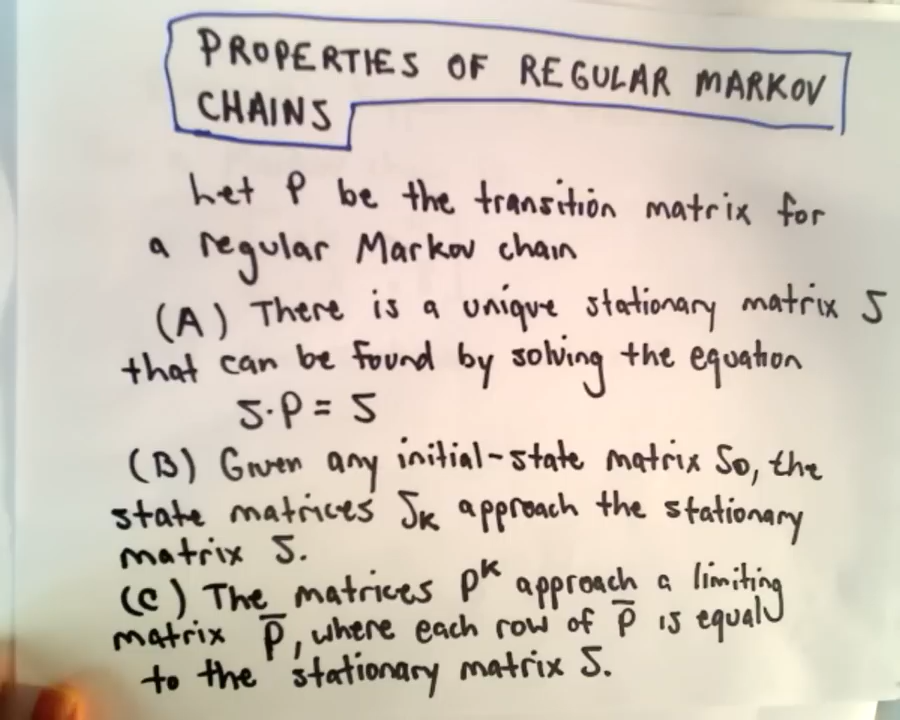 PROPERTIES OF REGULAR MARKOV
CHAINS
Let P be the transition matrix for
a regular Markov chain
(A) There is a unique stationary matrix S
that can be found by solving the equation
S·P = S
(B) Given any initial-state matrix So, the
state matrices Sk approach the stationary
matrix S.
(C) The matrices P^k approach a limiting
matrix P̄, where each row of P̄ is equal
to the stationary matrix S.